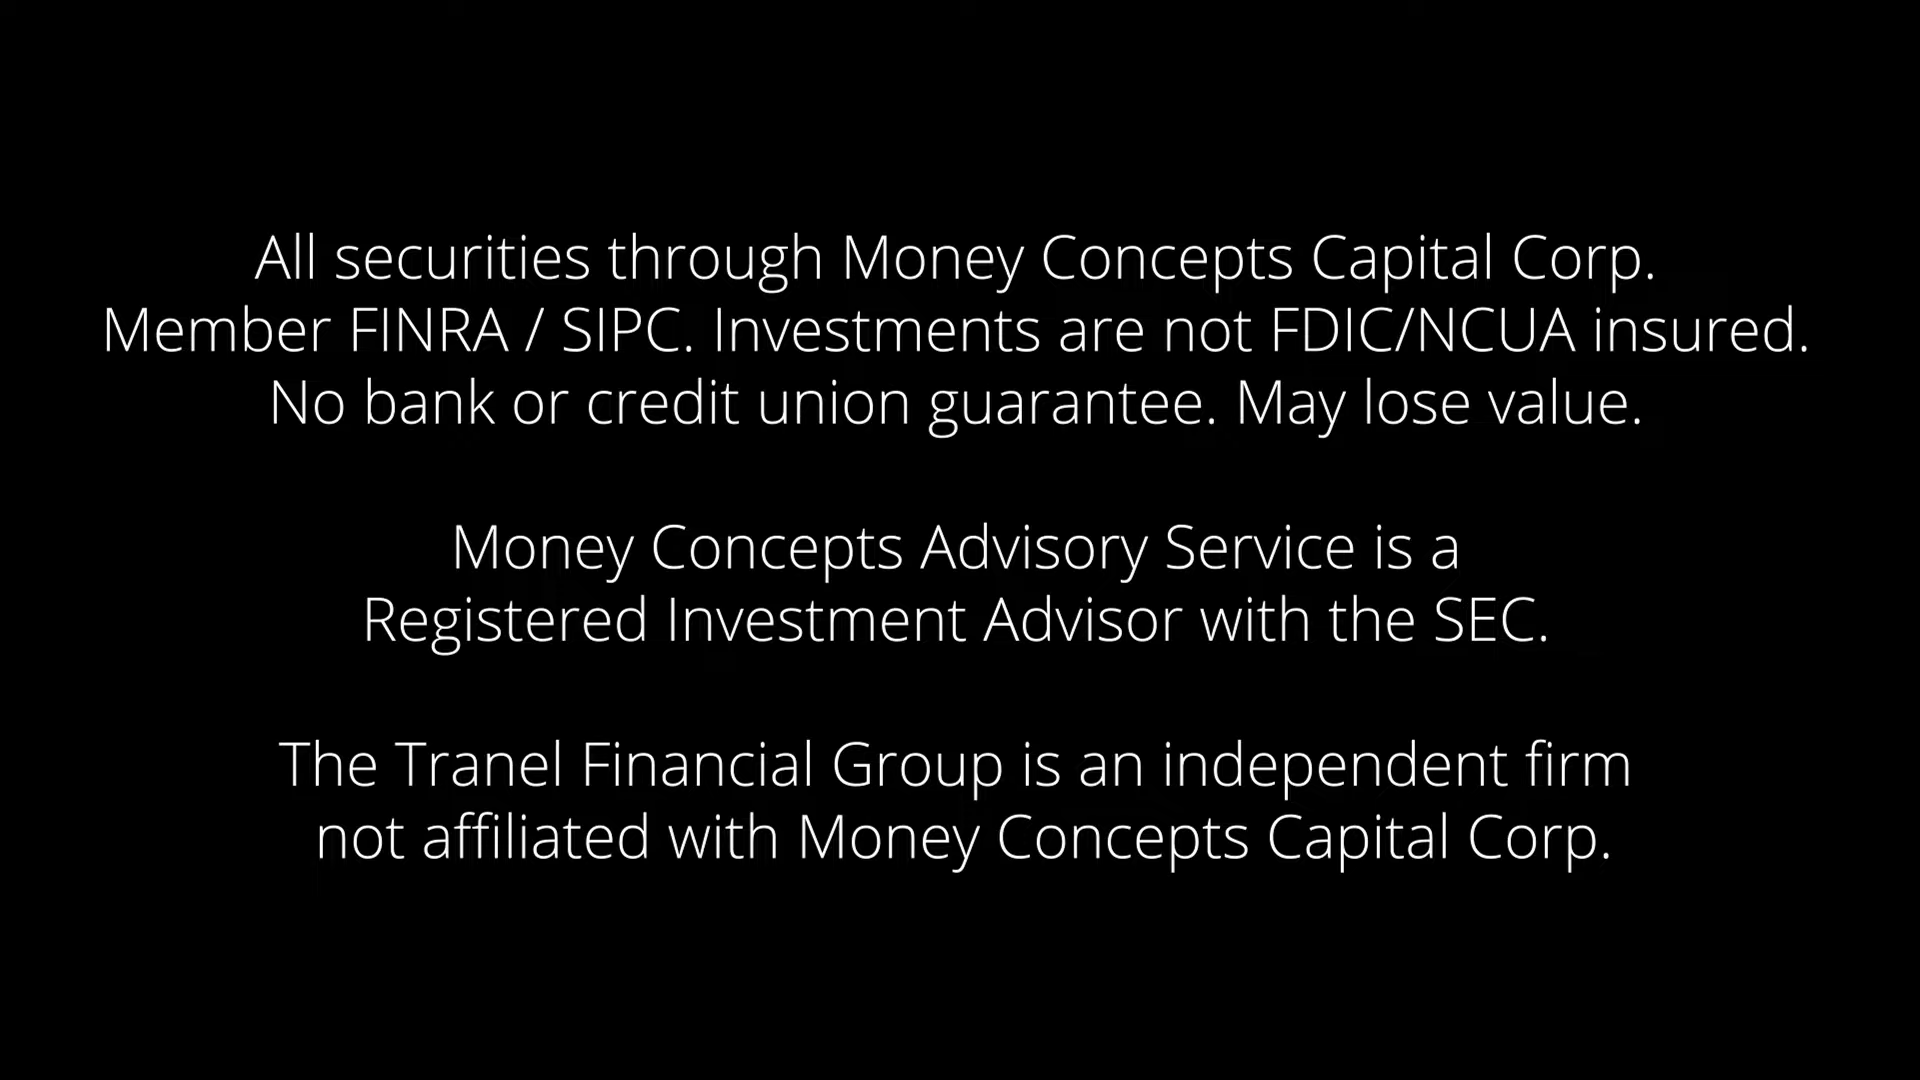 All securities through Money Concepts Capital Corp.
Member FINRA / SIPC. Investments are not FDIC/NCUA insured.
No bank or credit union guarantee. May lose value.
Money Concepts Advisory Service is a
Registered Investment Advisor with the SEC.
The Tranel Financial Group is an independent firm
not affiliated with Money Concepts Capital Corp.